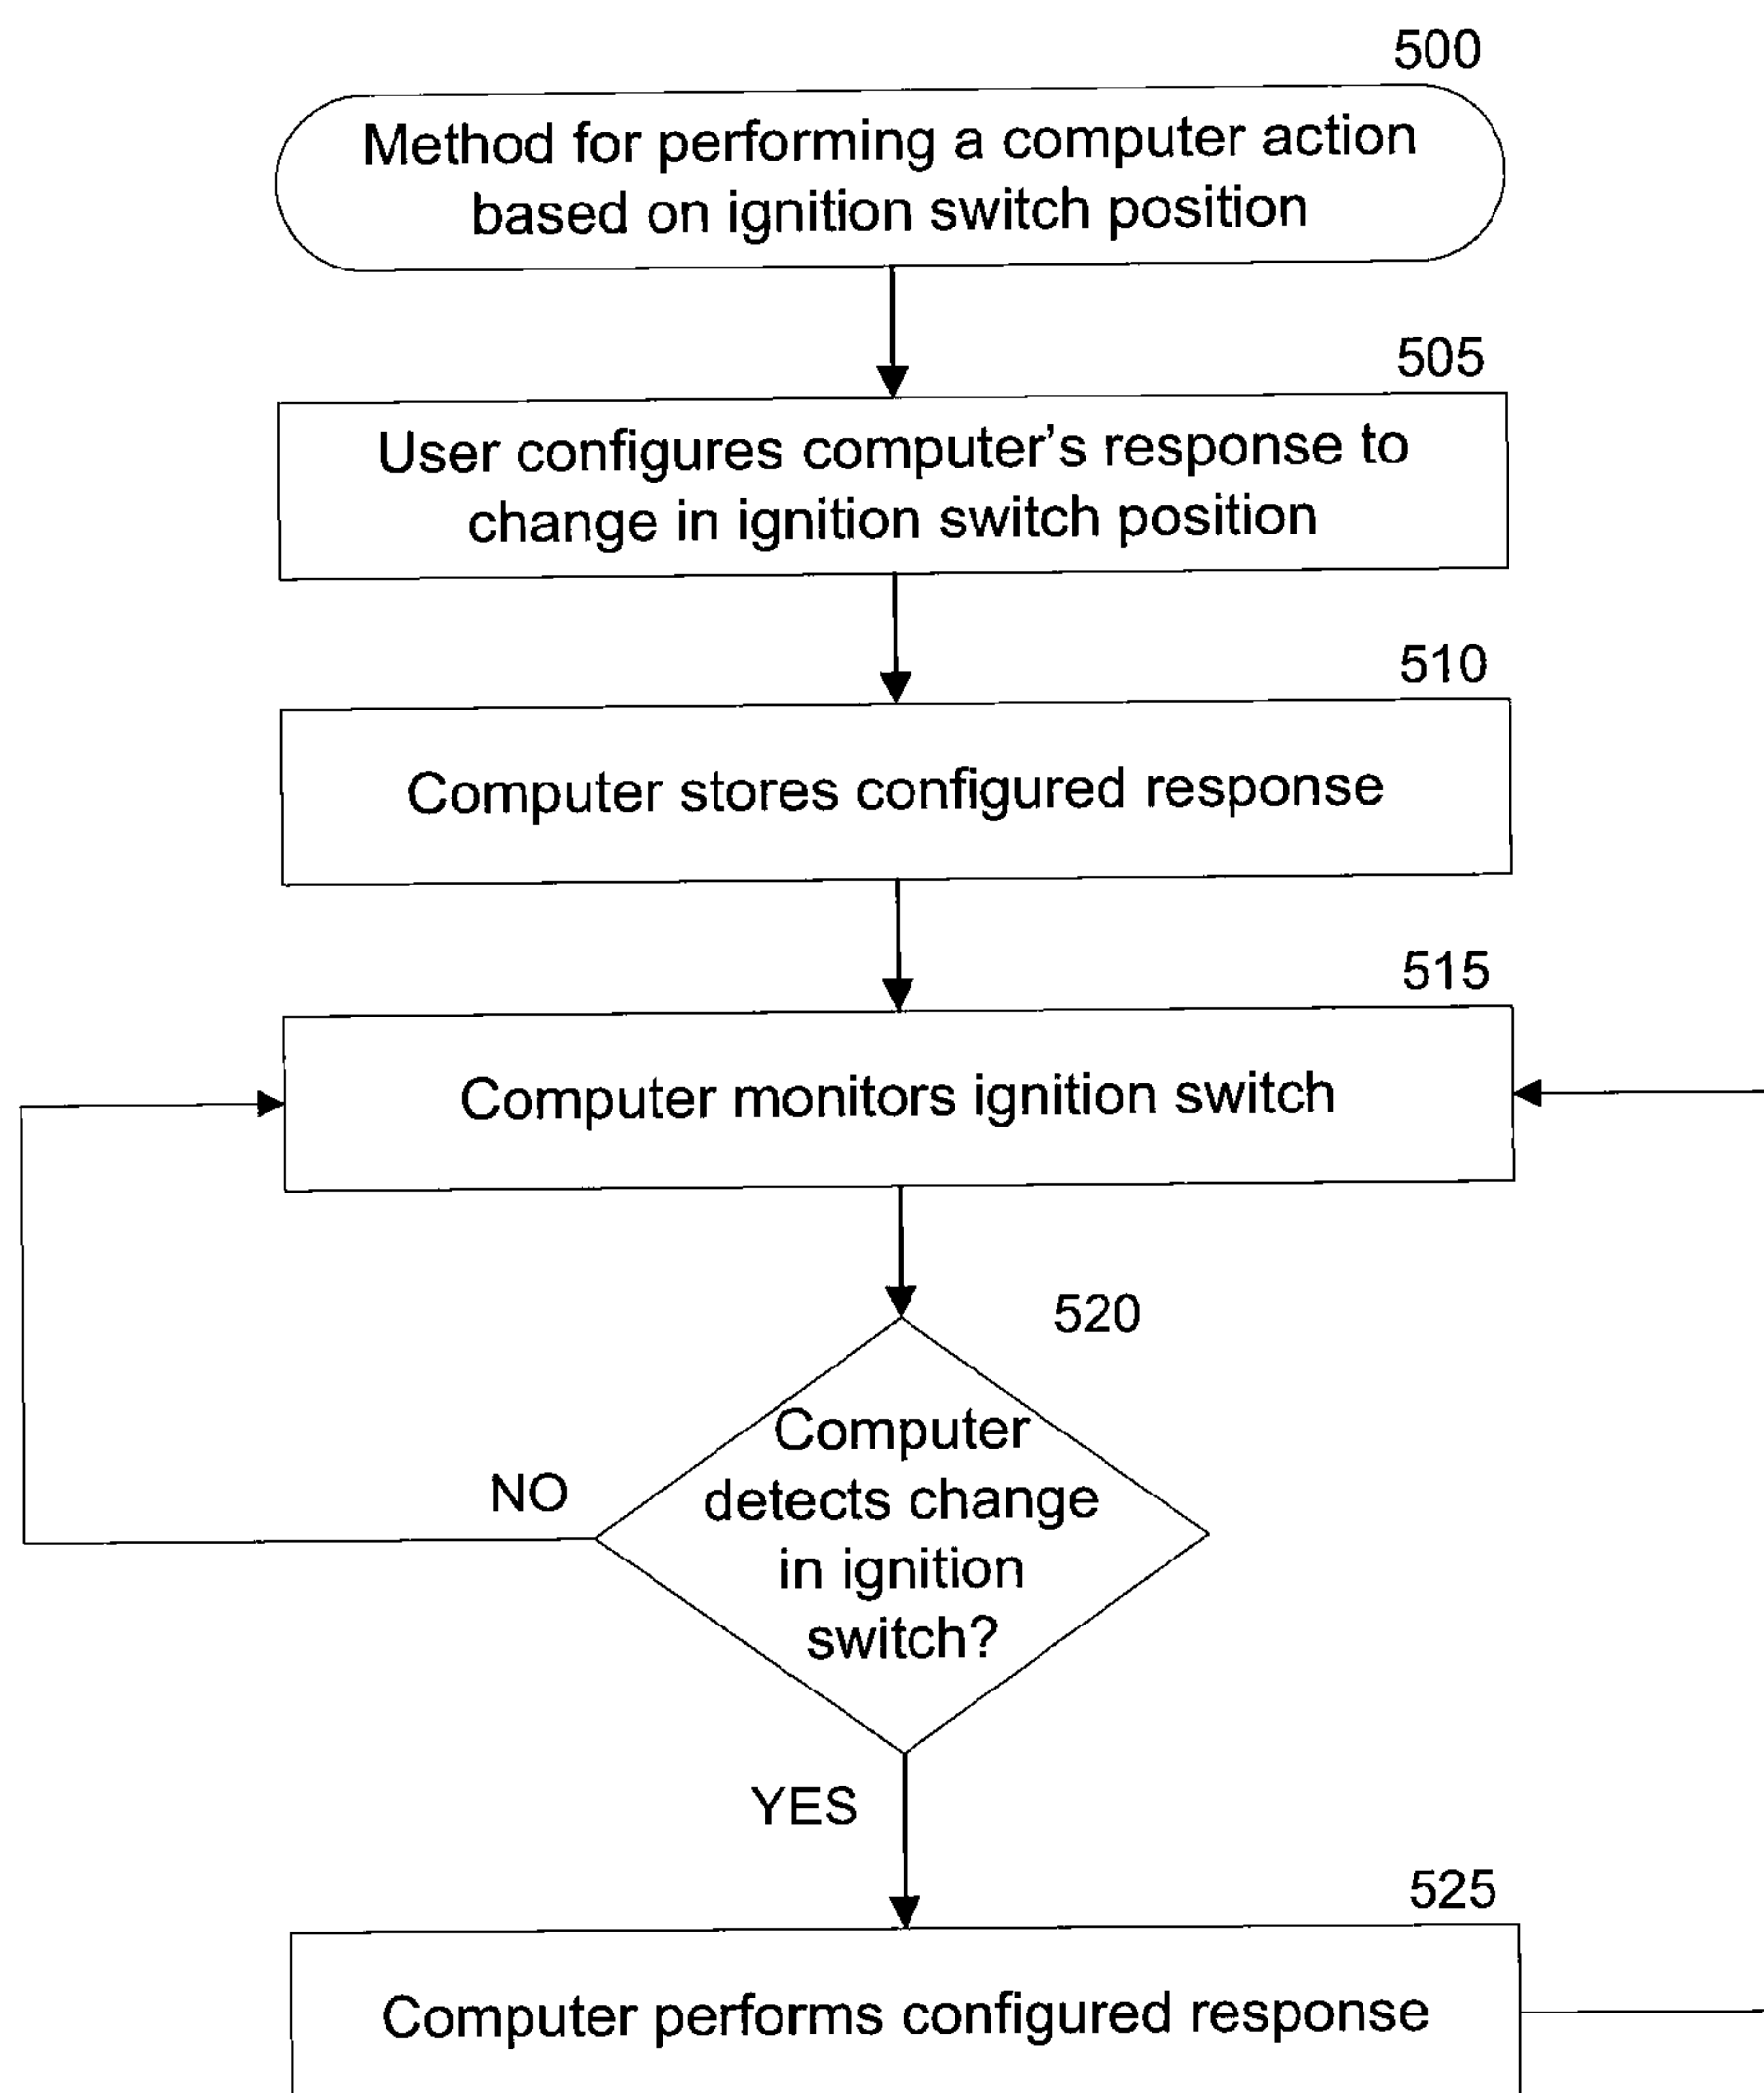 500
Method for performing a computer action
based on ignition switch position
505
User configures computer's response to
change in ignition switch position
510
Computer stores configured response
515
Computer monitors ignition switch
520
Computer
detects change
in ignition
switch?
NO
YES
525
Computer performs configured response